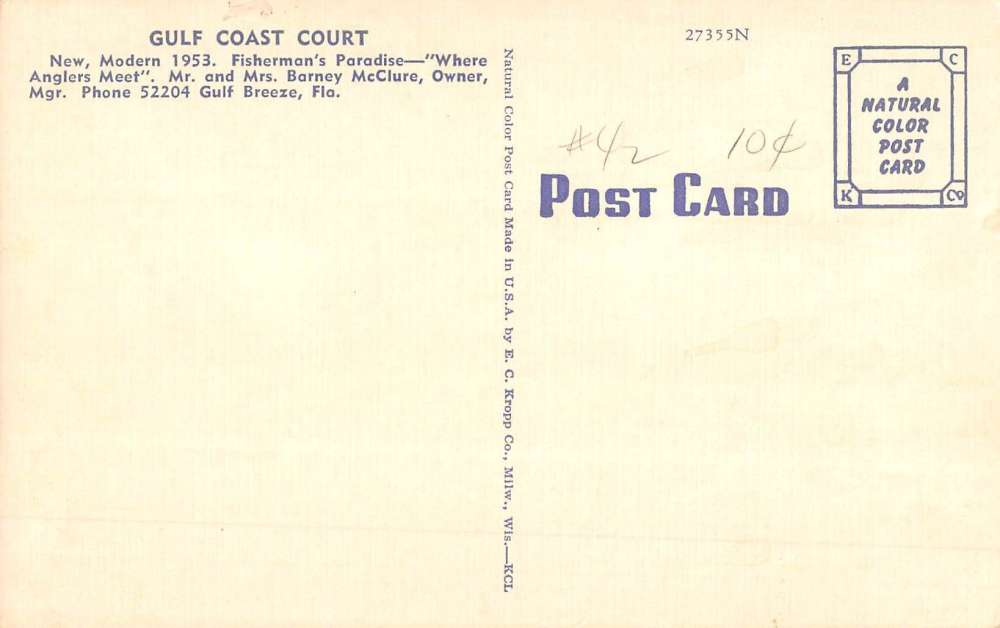 GULF COAST COURT
New, Modern 1953. Fisherman's Paradise—"Where
Anglers Meet". Mr. and Mrs. Barney McClure, Owner,
Mgr. Phone 52204 Gulf Breeze, Fla.
Natural Color Post Card Made in U.S.A. by E. C. Kropp Co., Milw., Wis.—KCL
27355N
E C
A
NATURAL
COLOR
POST
CARD
K Co
#42 10¢
POST CARD